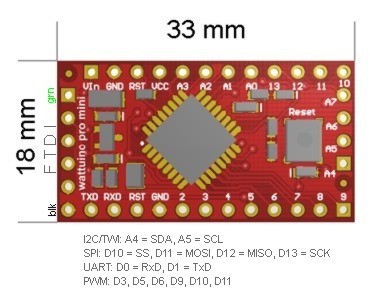 33 mm
18 mm
FTDI
grn
blk
wattuino pro mini
VIn GND RST VCC A3 A2 A1 A0 13 12 11 10
A7
Reset
A6
A5
A4
TXD RXD RST GND 2 3 4 5 6 7 8 9
I2C/TWI: A4 = SDA, A5 = SCL
SPI: D10 = SS, D11 = MOSI, D12 = MISO, D13 = SCK
UART: D0 = RxD, D1 = TxD
PWM: D3, D5, D6, D9, D10, D11